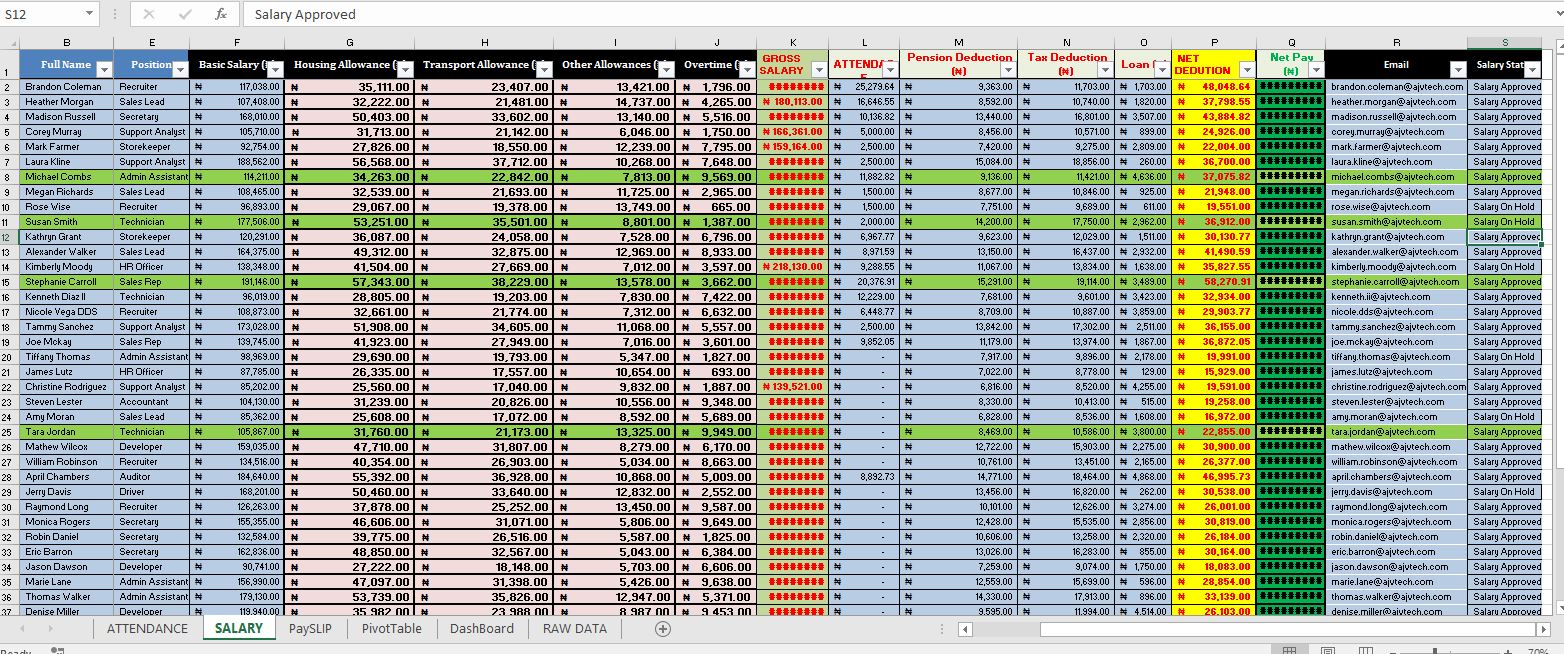 S12 fx Salary Approved
B E F G H I J K L M N O P Q R S
1 Full Name Position Basic Salary ( Housing Allowance ( Transport Allowance ( Other Allowances ( Overtime ( GROSS SALARY ATTENDA Pension Deduction (₦) Tax Deduction (₦) Loan ( NET DEDUTION Net Pay (₦) Email Salary Stat
2 Brandon Coleman Recruiter ₦ 117,038.00 ₦ 35,111.00 ₦ 23,407.00 ₦ 13,421.00 ₦ 1,796.00 ######## ₦ 25,279.64 ₦ 9,363.00 ₦ 11,703.00 ₦ 1,703.00 ₦ 48,048.64 ######## brandon.coleman@ajvtech.com Salary Approved
3 Heather Morgan Sales Lead ₦ 107,408.00 ₦ 32,222.00 ₦ 21,481.00 ₦ 14,737.00 ₦ 4,265.00 ₦ 180,113.00 ₦ 16,646.55 ₦ 8,592.00 ₦ 10,740.00 ₦ 1,820.00 ₦ 37,798.55 ######## heather.morgan@ajvtech.com Salary Approved
4 Madison Russell Secretary ₦ 168,010.00 ₦ 50,403.00 ₦ 33,602.00 ₦ 13,140.00 ₦ 5,516.00 ######## ₦ 10,136.82 ₦ 13,440.00 ₦ 16,801.00 ₦ 3,507.00 ₦ 43,884.82 ######## madison.russell@ajvtech.com Salary Approved
5 Corey Murray Support Analyst ₦ 105,710.00 ₦ 31,713.00 ₦ 21,142.00 ₦ 6,046.00 ₦ 1,750.00 ₦ 166,361.00 ₦ 5,000.00 ₦ 8,456.00 ₦ 10,571.00 ₦ 899.00 ₦ 24,926.00 ######## corey.murray@ajvtech.com Salary Approved
6 Mark Farmer Storekeeper ₦ 92,754.00 ₦ 27,826.00 ₦ 18,550.00 ₦ 12,239.00 ₦ 7,795.00 ₦ 159,164.00 ₦ 2,500.00 ₦ 7,420.00 ₦ 9,275.00 ₦ 2,809.00 ₦ 22,004.00 ######## mark.farmer@ajvtech.com Salary Approved
7 Laura Kline Support Analyst ₦ 188,562.00 ₦ 56,568.00 ₦ 37,712.00 ₦ 10,268.00 ₦ 7,648.00 ######## ₦ 2,500.00 ₦ 15,084.00 ₦ 18,856.00 ₦ 260.00 ₦ 36,700.00 ######## laura.kline@ajvtech.com Salary Approved
8 Michael Combs Admin Assistant ₦ 114,211.00 ₦ 34,263.00 ₦ 22,842.00 ₦ 7,813.00 ₦ 9,569.00 ######## ₦ 11,882.82 ₦ 9,136.00 ₦ 11,421.00 ₦ 4,636.00 ₦ 37,075.82 ######## michael.combs@ajvtech.com Salary Approved
9 Megan Richards Sales Lead ₦ 108,465.00 ₦ 32,539.00 ₦ 21,693.00 ₦ 11,725.00 ₦ 2,965.00 ######## ₦ 1,500.00 ₦ 8,677.00 ₦ 10,846.00 ₦ 925.00 ₦ 21,948.00 ######## megan.richards@ajvtech.com Salary Approved
10 Rose Wise Recruiter ₦ 96,893.00 ₦ 29,067.00 ₦ 19,378.00 ₦ 13,749.00 ₦ 665.00 ######## ₦ 1,500.00 ₦ 7,751.00 ₦ 9,689.00 ₦ 611.00 ₦ 19,551.00 ######## rose.wise@ajvtech.com Salary On Hold
11 Susan Smith Technician ₦ 177,506.00 ₦ 53,251.00 ₦ 35,501.00 ₦ 8,801.00 ₦ 1,387.00 ######## ₦ 2,000.00 ₦ 14,200.00 ₦ 17,750.00 ₦ 2,962.00 ₦ 36,912.00 ######## susan.smith@ajvtech.com Salary On Hold
12 Kathryn Grant Storekeeper ₦ 120,291.00 ₦ 36,087.00 ₦ 24,058.00 ₦ 7,528.00 ₦ 6,796.00 ######## ₦ 6,967.77 ₦ 9,623.00 ₦ 12,029.00 ₦ 1,511.00 ₦ 30,130.77 ######## kathryn.grant@ajvtech.com Salary Approved
13 Alexander Walker Sales Lead ₦ 164,375.00 ₦ 49,312.00 ₦ 32,875.00 ₦ 12,969.00 ₦ 8,933.00 ######## ₦ 8,971.59 ₦ 13,150.00 ₦ 16,437.00 ₦ 2,932.00 ₦ 41,490.59 ######## alexander.walker@ajvtech.com Salary Approved
14 Kimberly Moody HR Officer ₦ 138,348.00 ₦ 41,504.00 ₦ 27,669.00 ₦ 7,012.00 ₦ 3,597.00 ₦ 218,130.00 ₦ 9,288.55 ₦ 11,067.00 ₦ 13,834.00 ₦ 1,638.00 ₦ 35,827.55 ######## kimberly.moody@ajvtech.com Salary On Hold
15 Stephanie Carroll Sales Rep ₦ 191,146.00 ₦ 57,343.00 ₦ 38,229.00 ₦ 13,578.00 ₦ 3,662.00 ######## ₦ 20,376.91 ₦ 15,291.00 ₦ 19,114.00 ₦ 3,489.00 ₦ 58,270.91 ######## stephanie.carroll@ajvtech.com Salary Approved
16 Kenneth Diaz II Technician ₦ 96,019.00 ₦ 28,805.00 ₦ 19,203.00 ₦ 7,830.00 ₦ 7,422.00 ######## ₦ 12,229.00 ₦ 7,681.00 ₦ 9,601.00 ₦ 3,423.00 ₦ 32,934.00 ######## kenneth.ii@ajvtech.com Salary Approved
17 Nicole Vega DDS Recruiter ₦ 108,873.00 ₦ 32,661.00 ₦ 21,774.00 ₦ 7,312.00 ₦ 6,632.00 ######## ₦ 6,448.77 ₦ 8,709.00 ₦ 10,887.00 ₦ 3,859.00 ₦ 29,903.77 ######## nicole.dds@ajvtech.com Salary Approved
18 Tammy Sanchez Support Analyst ₦ 173,028.00 ₦ 51,908.00 ₦ 34,605.00 ₦ 11,068.00 ₦ 5,557.00 ######## ₦ 2,500.00 ₦ 13,842.00 ₦ 17,302.00 ₦ 2,511.00 ₦ 36,155.00 ######## tammy.sanchez@ajvtech.com Salary Approved
19 Joe Mckay Sales Rep ₦ 139,745.00 ₦ 41,923.00 ₦ 27,949.00 ₦ 7,016.00 ₦ 3,601.00 ######## ₦ 9,852.05 ₦ 11,179.00 ₦ 13,974.00 ₦ 1,867.00 ₦ 36,872.05 ######## joe.mckay@ajvtech.com Salary Approved
20 Tiffany Thomas Admin Assistant ₦ 98,969.00 ₦ 29,690.00 ₦ 19,793.00 ₦ 5,347.00 ₦ 1,827.00 ######## ₦ - ₦ 7,917.00 ₦ 9,896.00 ₦ 2,178.00 ₦ 19,991.00 ######## tiffany.thomas@ajvtech.com Salary On Hold
21 James Lutz HR Officer ₦ 87,785.00 ₦ 26,335.00 ₦ 17,557.00 ₦ 10,654.00 ₦ 693.00 ######## ₦ - ₦ 7,022.00 ₦ 8,778.00 ₦ 129.00 ₦ 15,929.00 ######## james.lutz@ajvtech.com Salary Approved
22 Christine Rodriguez Support Analyst ₦ 85,202.00 ₦ 25,560.00 ₦ 17,040.00 ₦ 9,832.00 ₦ 1,887.00 ₦ 139,521.00 ₦ - ₦ 6,816.00 ₦ 8,520.00 ₦ 4,255.00 ₦ 19,591.00 ######## christine.rodriguez@ajvtech.com Salary Approved
23 Steven Lester Accountant ₦ 104,130.00 ₦ 31,239.00 ₦ 20,826.00 ₦ 10,556.00 ₦ 9,348.00 ######## ₦ - ₦ 8,330.00 ₦ 10,413.00 ₦ 515.00 ₦ 19,258.00 ######## steven.lester@ajvtech.com Salary Approved
24 Amy Moran Sales Lead ₦ 85,362.00 ₦ 25,608.00 ₦ 17,072.00 ₦ 8,592.00 ₦ 5,689.00 ######## ₦ - ₦ 6,828.00 ₦ 8,536.00 ₦ 1,608.00 ₦ 16,972.00 ######## amy.moran@ajvtech.com Salary On Hold
25 Tara Jordan Technician ₦ 105,867.00 ₦ 31,760.00 ₦ 21,173.00 ₦ 13,325.00 ₦ 9,949.00 ######## ₦ - ₦ 8,469.00 ₦ 10,586.00 ₦ 3,800.00 ₦ 22,855.00 ######## tara.jordan@ajvtech.com Salary Approved
26 Mathew Wilcox Developer ₦ 159,035.00 ₦ 47,710.00 ₦ 31,807.00 ₦ 8,279.00 ₦ 6,170.00 ######## ₦ - ₦ 12,722.00 ₦ 15,903.00 ₦ 2,275.00 ₦ 30,900.00 ######## mathew.wilcox@ajvtech.com Salary Approved
27 William Robinson Recruiter ₦ 134,516.00 ₦ 40,354.00 ₦ 26,903.00 ₦ 5,034.00 ₦ 8,663.00 ######## ₦ - ₦ 10,761.00 ₦ 13,451.00 ₦ 2,165.00 ₦ 26,377.00 ######## william.robinson@ajvtech.com Salary Approved
28 April Chambers Auditor ₦ 184,640.00 ₦ 55,392.00 ₦ 36,928.00 ₦ 10,868.00 ₦ 5,009.00 ######## ₦ 8,892.73 ₦ 14,771.00 ₦ 18,464.00 ₦ 4,868.00 ₦ 46,995.73 ######## april.chambers@ajvtech.com Salary Approved
29 Jerry Davis Driver ₦ 168,201.00 ₦ 50,460.00 ₦ 33,640.00 ₦ 12,832.00 ₦ 2,552.00 ######## ₦ - ₦ 13,456.00 ₦ 16,820.00 ₦ 262.00 ₦ 30,538.00 ######## jerry.davis@ajvtech.com Salary On Hold
30 Raymond Long Recruiter ₦ 126,263.00 ₦ 37,878.00 ₦ 25,252.00 ₦ 13,450.00 ₦ 9,587.00 ######## ₦ - ₦ 10,101.00 ₦ 12,626.00 ₦ 3,274.00 ₦ 26,001.00 ######## raymond.long@ajvtech.com Salary Approved
31 Monica Rogers Secretary ₦ 155,355.00 ₦ 46,606.00 ₦ 31,071.00 ₦ 5,806.00 ₦ 9,649.00 ######## ₦ - ₦ 12,428.00 ₦ 15,535.00 ₦ 2,856.00 ₦ 30,819.00 ######## monica.rogers@ajvtech.com Salary Approved
32 Robin Daniel Secretary ₦ 132,584.00 ₦ 39,775.00 ₦ 26,516.00 ₦ 5,587.00 ₦ 1,825.00 ######## ₦ - ₦ 10,606.00 ₦ 13,258.00 ₦ 2,320.00 ₦ 26,184.00 ######## robin.daniel@ajvtech.com Salary Approved
33 Eric Barron Secretary ₦ 162,836.00 ₦ 48,850.00 ₦ 32,567.00 ₦ 5,043.00 ₦ 6,384.00 ######## ₦ - ₦ 13,026.00 ₦ 16,283.00 ₦ 855.00 ₦ 30,164.00 ######## eric.barron@ajvtech.com Salary Approved
34 Jason Dawson Developer ₦ 90,741.00 ₦ 27,222.00 ₦ 18,148.00 ₦ 5,703.00 ₦ 6,606.00 ######## ₦ - ₦ 7,259.00 ₦ 9,074.00 ₦ 1,750.00 ₦ 18,083.00 ######## jason.dawson@ajvtech.com Salary Approved
35 Marie Lane Admin Assistant ₦ 156,990.00 ₦ 47,097.00 ₦ 31,398.00 ₦ 5,426.00 ₦ 9,638.00 ######## ₦ - ₦ 12,559.00 ₦ 15,699.00 ₦ 596.00 ₦ 28,854.00 ######## marie.lane@ajvtech.com Salary Approved
36 Thomas Walker Admin Assistant ₦ 179,130.00 ₦ 53,739.00 ₦ 35,826.00 ₦ 12,947.00 ₦ 5,371.00 ######## ₦ - ₦ 14,330.00 ₦ 17,913.00 ₦ 896.00 ₦ 33,139.00 ######## thomas.walker@ajvtech.com Salary Approved
37 Denise Miller Developer ₦ 119,940.00 ₦ 35,982.00 ₦ 23,988.00 ₦ 8,987.00 ₦ 9,453.00 ######## ₦ - ₦ 9,595.00 ₦ 11,994.00 ₦ 4,514.00 ₦ 26,103.00 ######## denise.miller@ajvtech.com Salary Approved
ATTENDANCE SALARY PaySLIP PivotTable DashBoard RAW DATA
Ready 70%